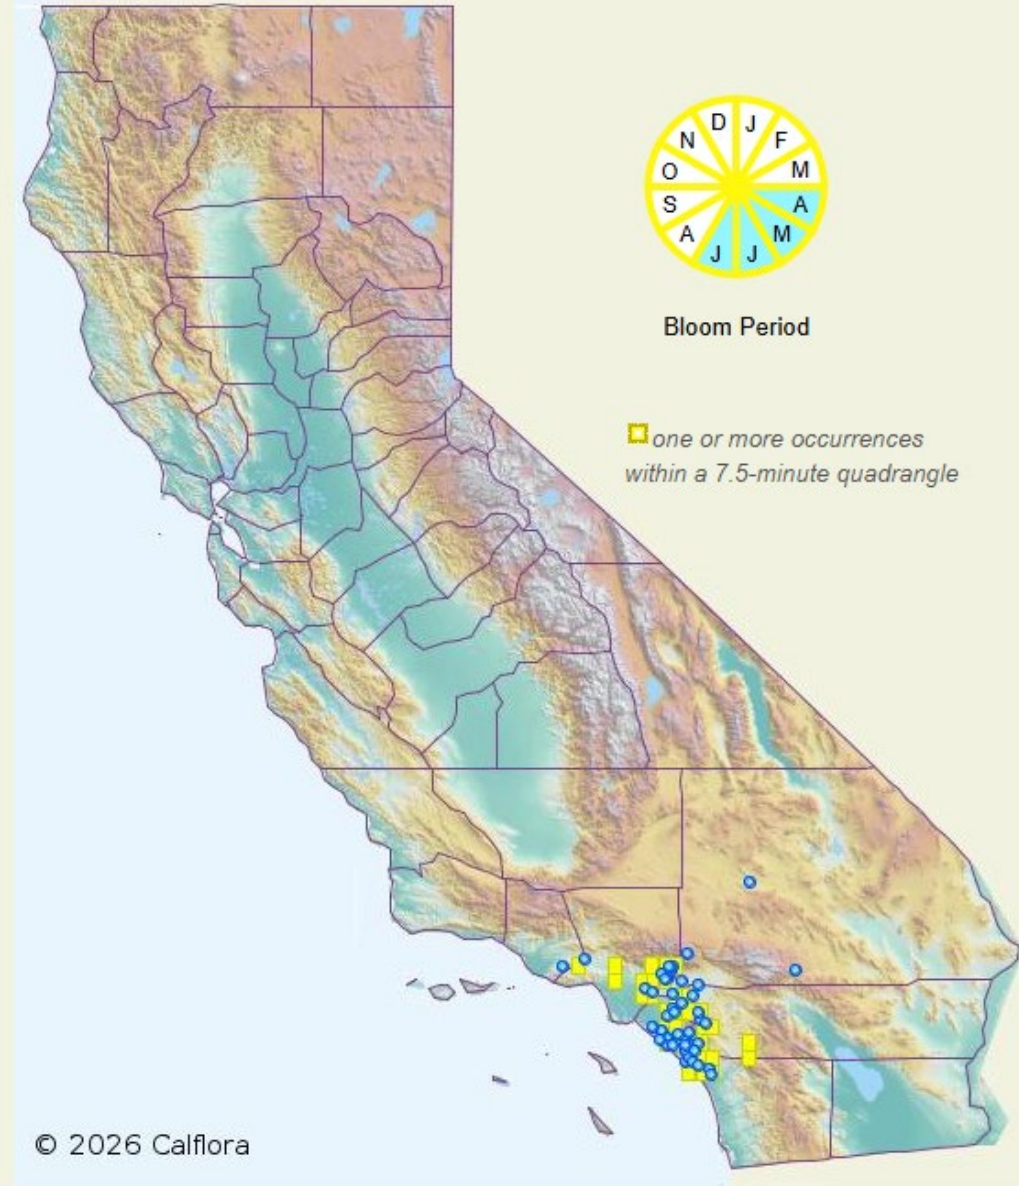 J
F
M
A
M
J
J
A
S
O
N
D
Bloom Period
one or more occurrences
within a 7.5-minute quadrangle
© 2026 Calflora